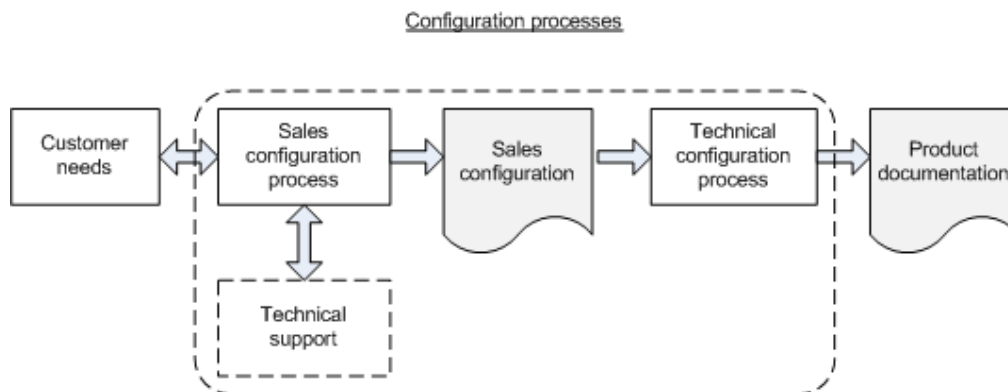 Configuration processes
Customer
needs
Sales
configuration
process
Sales
configuration
Technical
configuration
process
Product
documentation
Technical
support